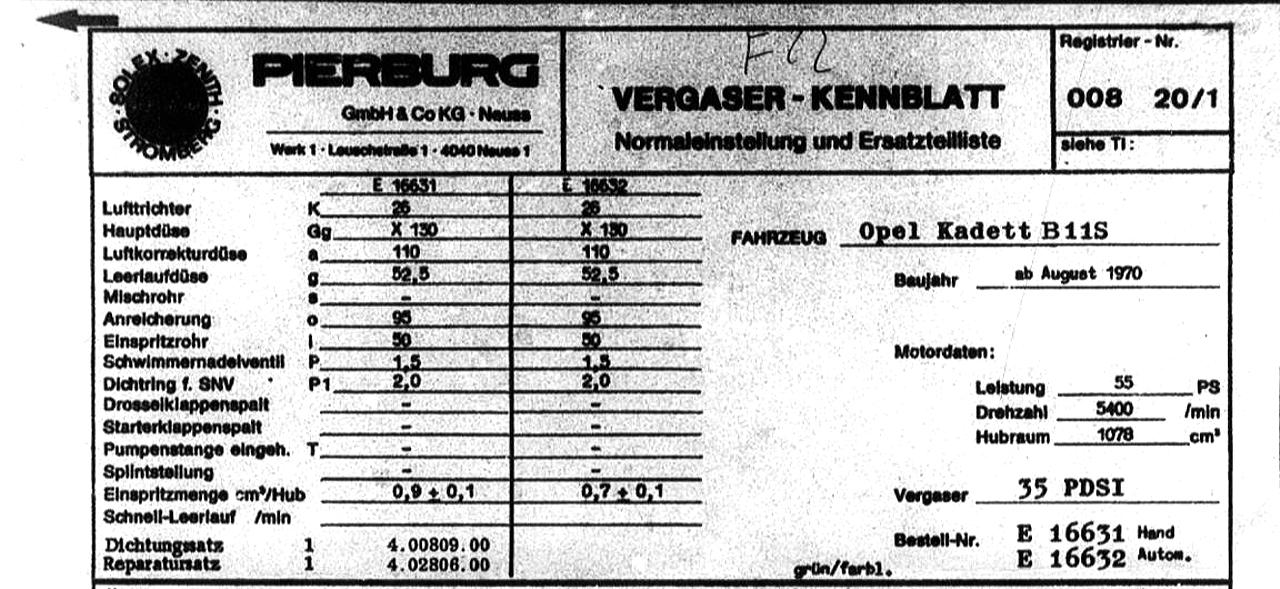 SOLEX · ZENITH · STROMBERG ·
PIERBURG
GmbH & Co KG · Neuss
Werk 1 · Leuschstraße 1 · 4040 Neuss 1
F22
VERGASER - KENNBLATT
Normaleinstellung und Ersatzteilliste
Registrier - Nr.
008 20/1
siehe TI:
E 16631 E 16632
Lufttrichter K 26 26
Hauptdüse Gg X 130 X 130
Luftkorrekturdüse a 110 110
Leerlaufdüse g 52,5 52,5
Mischrohr s - -
Anreicherung o 95 95
Einspritzrohr i 50 50
Schwimmernadelventil P 1,5 1,5
Dichtring f. SNV P1 2,0 2,0
Drosselklappenspalt - -
Starterklappenspalt - -
Pumpenstange eingeh. T - -
Splintstellung - -
Einspritzmenge cm³/Hub 0,9 ± 0,1 0,7 ± 0,1
Schnell-Leerlauf /min
Dichtungssatz 1 4.00809.00
Reparatursatz 1 4.02806.00
FAHRZEUG Opel Kadett B 11S
Baujahr ab August 1970
Motordaten:
Leistung 55 PS
Drehzahl 5400 /min
Hubraum 1078 cm³
Vergaser 35 PDSI
Bestell-Nr. E 16631 Hand
E 16632 Autom.
grün/farbl.